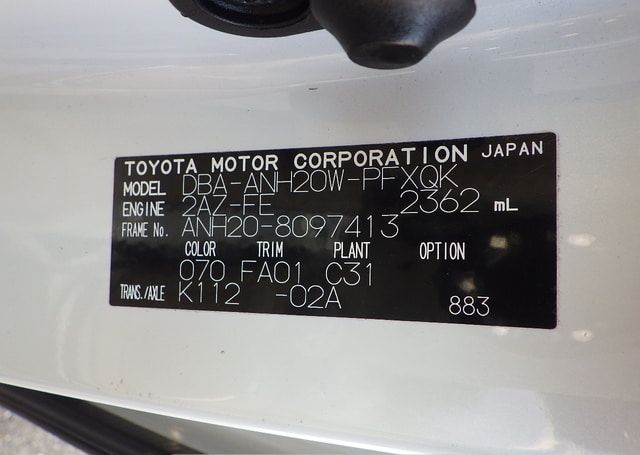 TOYOTA MOTOR CORPORATION JAPAN
MODEL DBA-ANH20W-PFXQK
ENGINE 2AZ-FE 2362 mL
FRAME No. ANH20-8097413
COLOR TRIM PLANT OPTION
070 FA01 C31
TRANS./AXLE K112 -02A 883